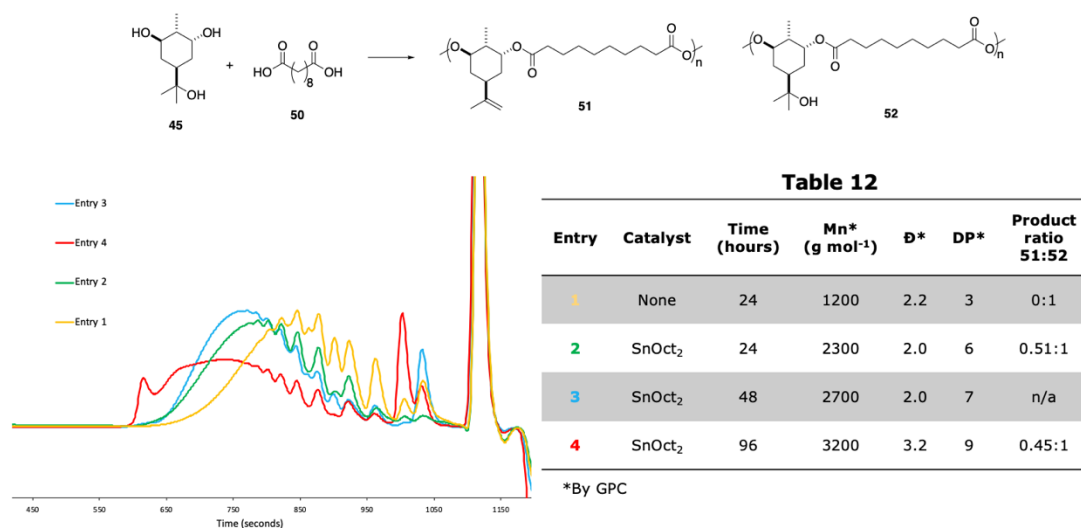 HO OH
OH
45
+
O O
HO OH
8
50
O O O O n
51
O O O O n
OH
52
Entry 3
Entry 4
Entry 2
Entry 1
450 550 650 750 850 950 1050 1150
Time (seconds)
Table 12
Entry Catalyst Time (hours) Mn* (g mol-1) Đ* DP* Product ratio 51:52
1 None 24 1200 2.2 3 0:1
2 SnOct2 24 2300 2.0 6 0.51:1
3 SnOct2 48 2700 2.0 7 n/a
4 SnOct2 96 3200 3.2 9 0.45:1
*By GPC